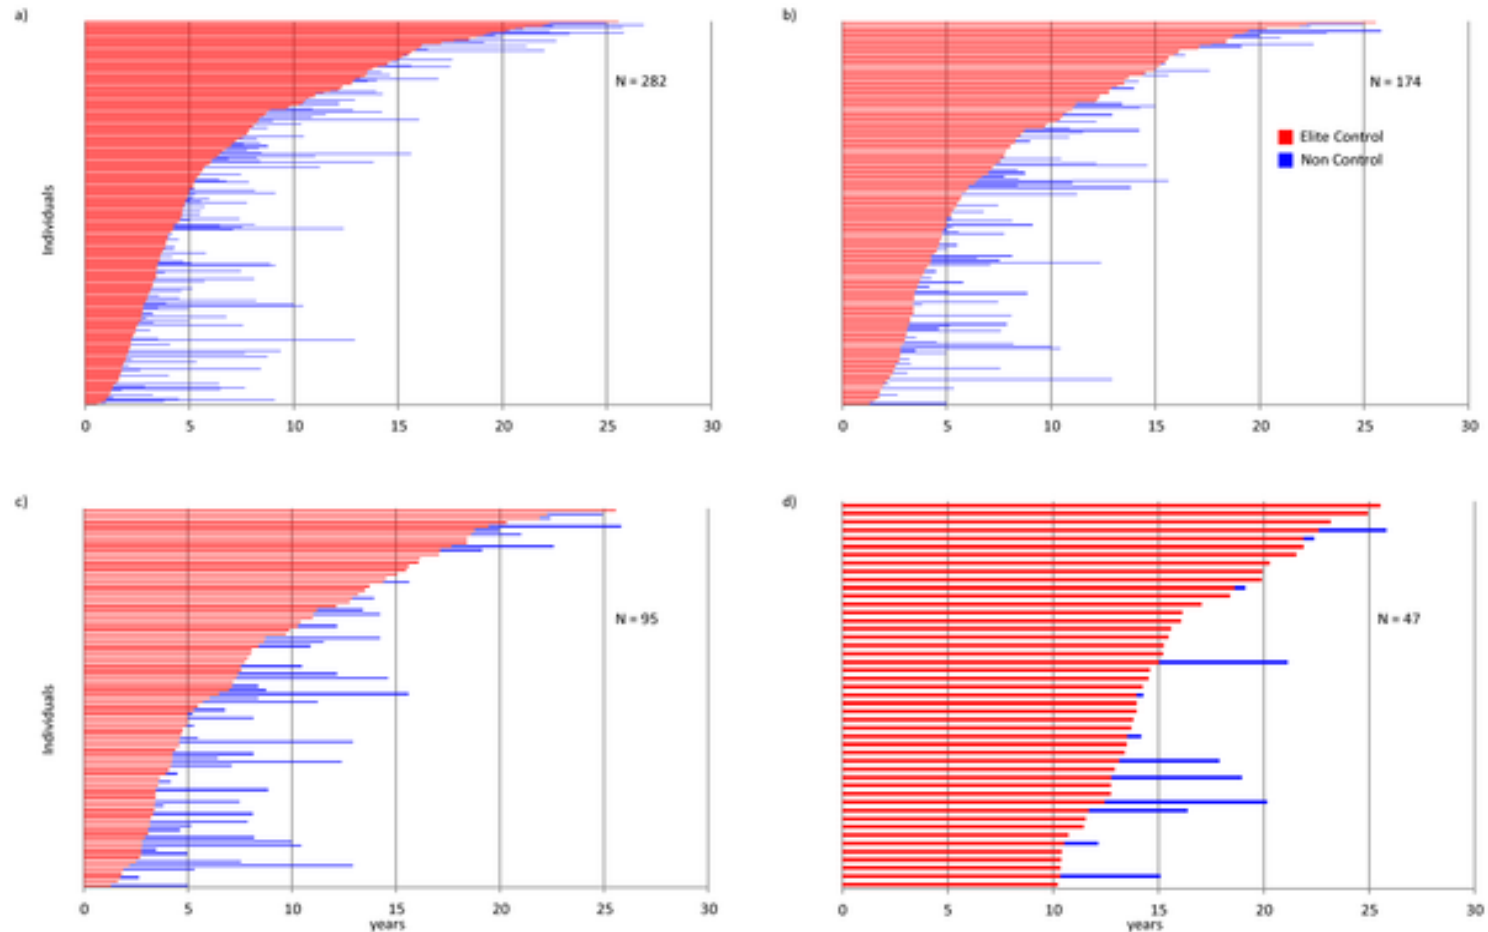 a)
N = 282
Individuals
0 5 10 15 20 25 30
b)
N = 174
Elite Control
Non Control
0 5 10 15 20 25 30
c)
N = 95
Individuals
0 5 10 15 20 25 30
years
d)
N = 47
0 5 10 15 20 25 30
years